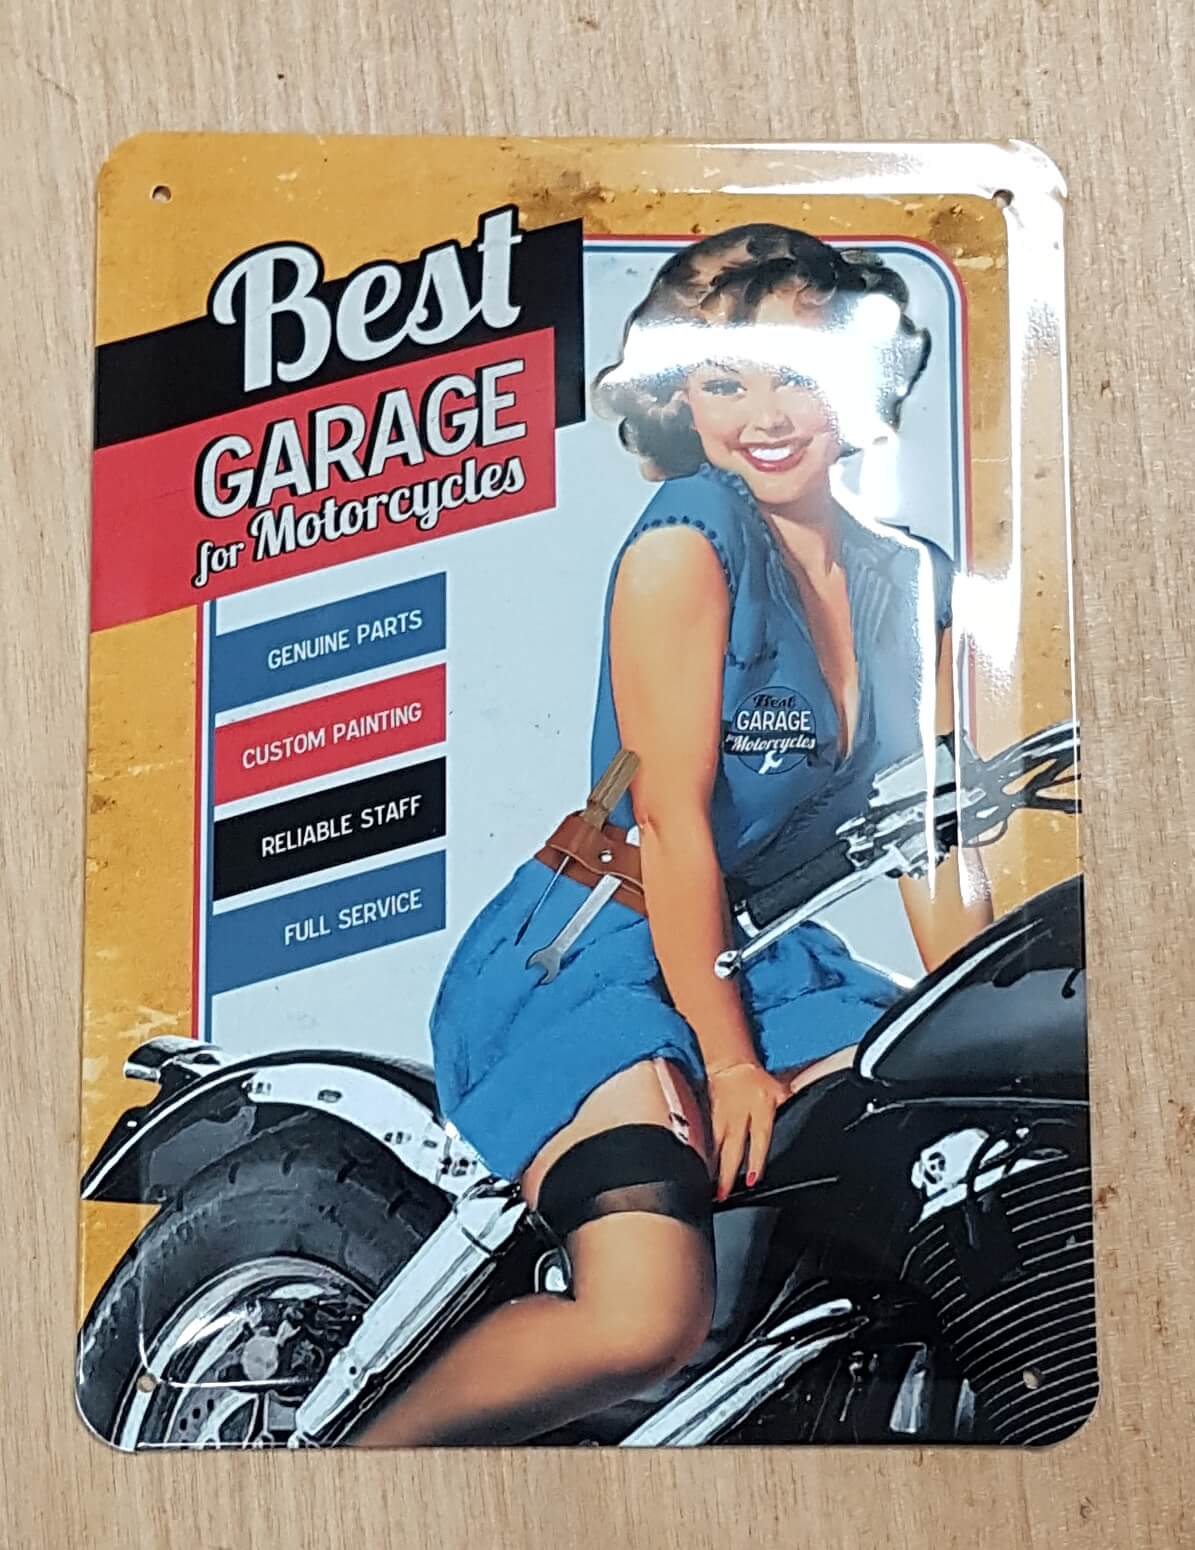 Best
GARAGE
for Motorcycles
GENUINE PARTS
CUSTOM PAINTING
RELIABLE STAFF
FULL SERVICE
Best
GARAGE
for Motorcycles